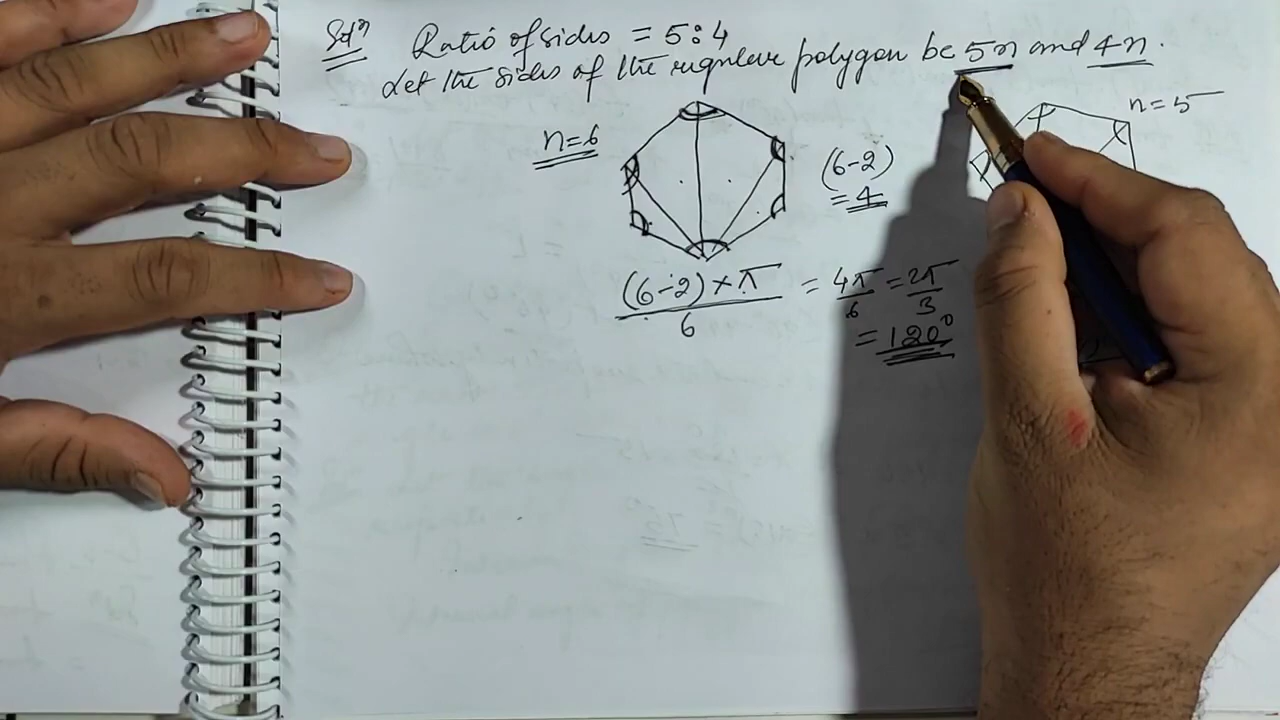 Solⁿ Ratio of sides = 5:4
Let the sides of the regular polygon be 5n and 4n.
n=6
n=5
(6-2)
=4
(6-2)×π/6 = 4π/6 = 2π/3
= 120°